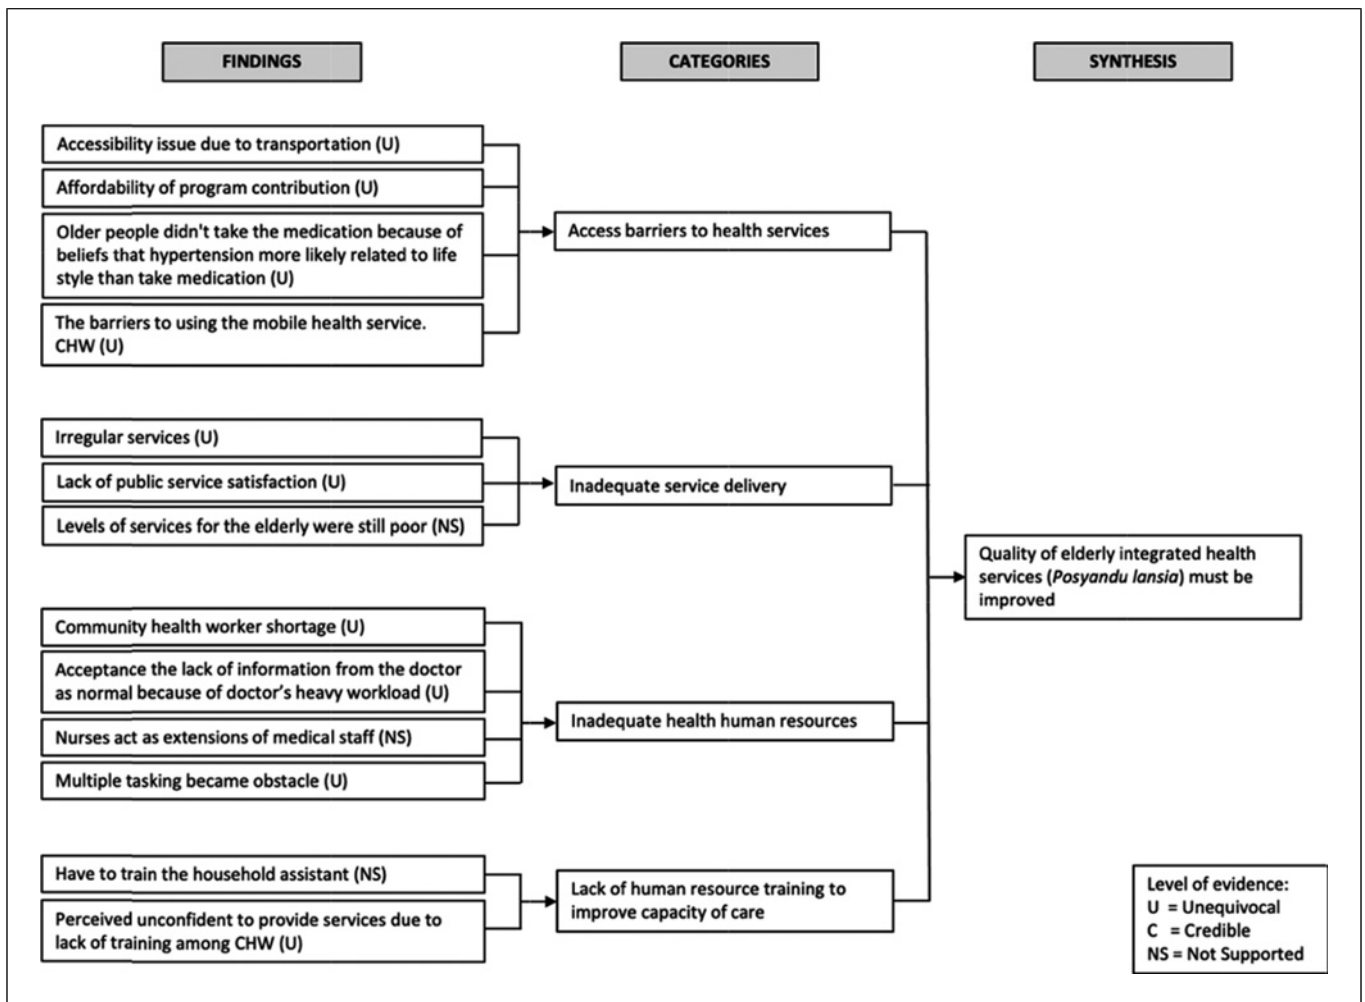 FINDINGS
CATEGORIES
SYNTHESIS
Accessibility issue due to transportation (U)
Affordability of program contribution (U)
Older people didn't take the medication because of
beliefs that hypertension more likely related to life
style than take medication (U)
The barriers to using the mobile health service.
CHW (U)
Access barriers to health services
Irregular services (U)
Lack of public service satisfaction (U)
Levels of services for the elderly were still poor (NS)
Inadequate service delivery
Community health worker shortage (U)
Acceptance the lack of information from the doctor
as normal because of doctor's heavy workload (U)
Nurses act as extensions of medical staff (NS)
Multiple tasking became obstacle (U)
Inadequate health human resources
Have to train the household assistant (NS)
Perceived unconfident to provide services due to
lack of training among CHW (U)
Lack of human resource training to
improve capacity of care
Quality of elderly integrated health
services (Posyandu lansia) must be
improved
Level of evidence:
U = Unequivocal
C = Credible
NS = Not Supported